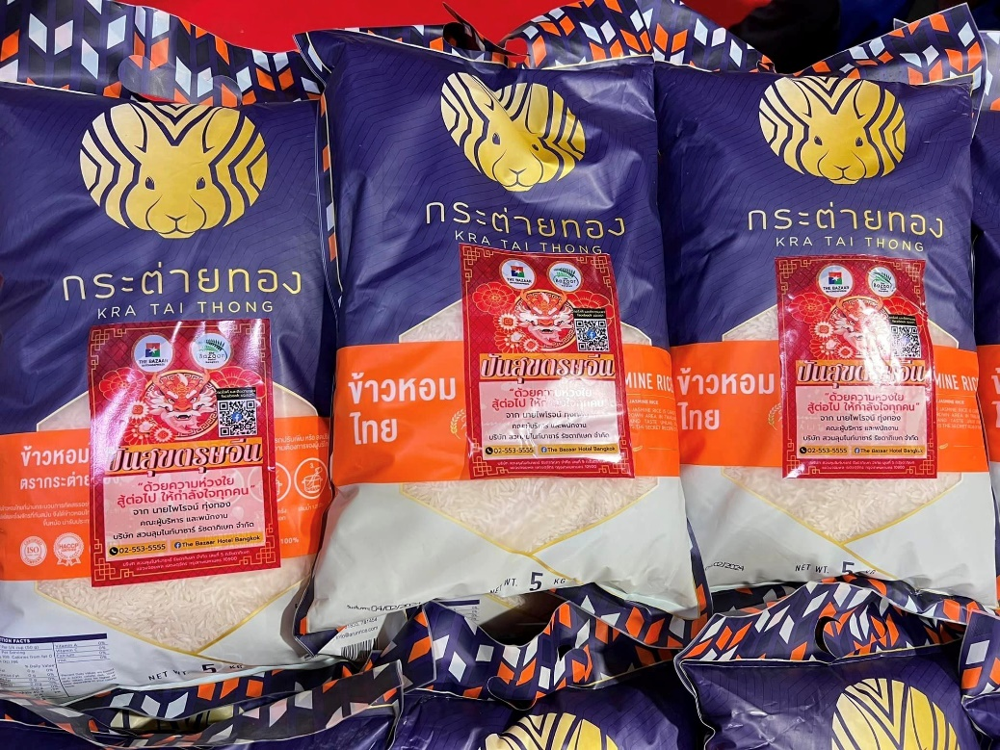 กระต่ายทอง
KRA TAI THONG
THE BAZAAR
Bazaar
ปันสุขตรุษจีน
"ด้วยความห่วงใย
สู้ต่อไป ให้กำลังใจทุกคน"
จาก นายไพโรจน์ ทุ่งทอง
คณะผู้บริหาร และพนักงาน
บริษัท สวนลุมไนท์บาซาร์ รัชดาภิเษก จำกัด
02-553-5555 The Bazaar Hotel Bangkok
ข้าวหอม
ตรากระต่าย
ISO
HACCP
100%
NET WT. 5 KG
กระต่ายทอง
KRA TAI THONG
THE BAZAAR
Bazaar
ปันสุขตรุษจีน
"ด้วยความห่วงใย
สู้ต่อไป ให้กำลังใจทุกคน"
จาก นายไพโรจน์ ทุ่งทอง
คณะผู้บริหาร และพนักงาน
บริษัท สวนลุมไนท์บาซาร์ รัชดาภิเษก จำกัด
02-553-5555 The Bazaar Hotel Bangkok
ข้าวหอม
ไทย
MINE RICE
JASMINE RICE
NET WT. 5 KG
04/02/
กระต่ายทอง
KRA TAI THONG
THE BAZAAR
Bazaar
ปันสุขตรุษจีน
"ด้วยความห่วงใย
สู้ต่อไป ให้กำลังใจทุกคน"
จาก นายไพโรจน์ ทุ่งทอง
คณะผู้บริหาร และพนักงาน
บริษัท สวนลุมไนท์บาซาร์ รัชดาภิเษก จำกัด
02-553-5555 The Bazaar Hotel Bangkok
ข้าวหอม
ไทย
MINE RICE
/02/2024
NET WT. 5 KG